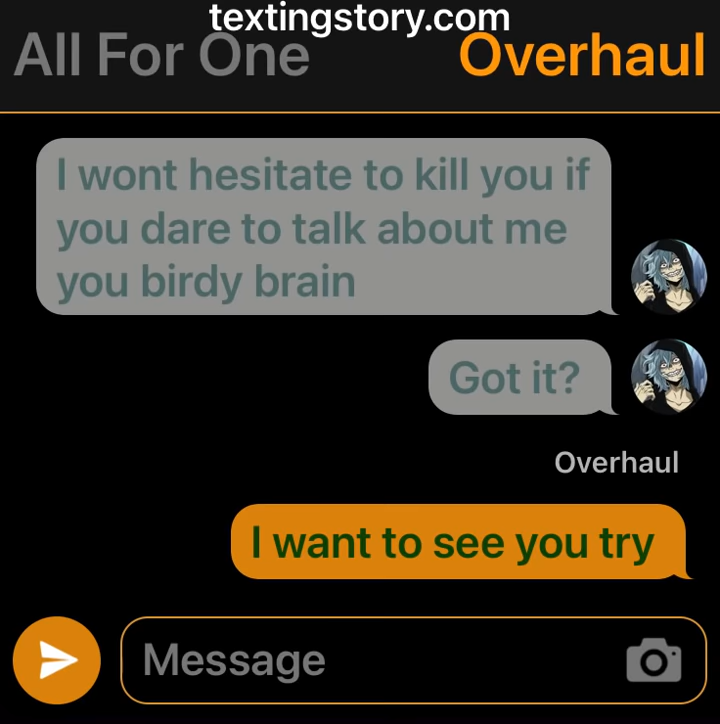 textingstory.com
All For One Overhaul
I wont hesitate to kill you if
you dare to talk about me
you birdy brain
Got it?
Overhaul
I want to see you try
Message